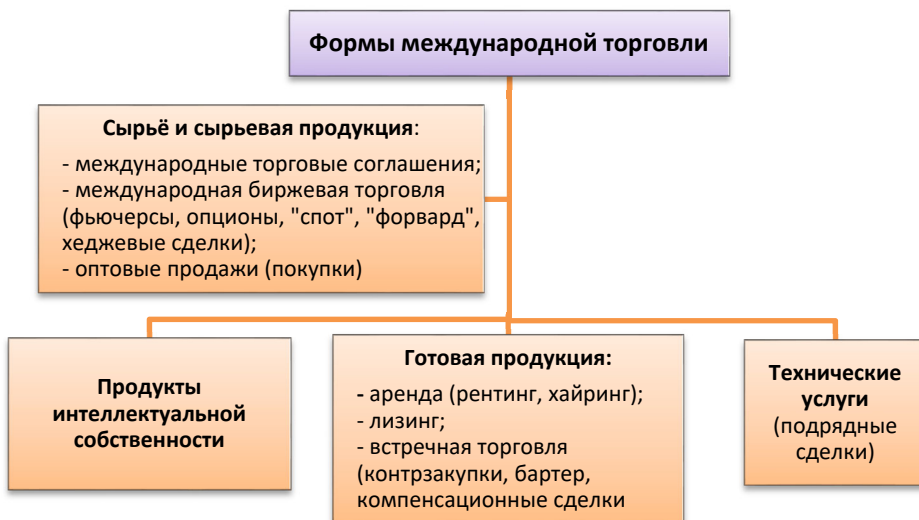 Формы международной торговли
Сырьё и сырьевая продукция:
- международные торговые соглашения;
- международная биржевая торговля
(фьючерсы, опционы, "спот", "форвард",
хеджевые сделки);
- оптовые продажи (покупки)
Продукты
интеллектуальной
собственности
Готовая продукция:
- аренда (рентинг, хайринг);
- лизинг;
- встречная торговля
(контрзакупки, бартер,
компенсационные сделки
Технические
услуги
(подрядные
сделки)